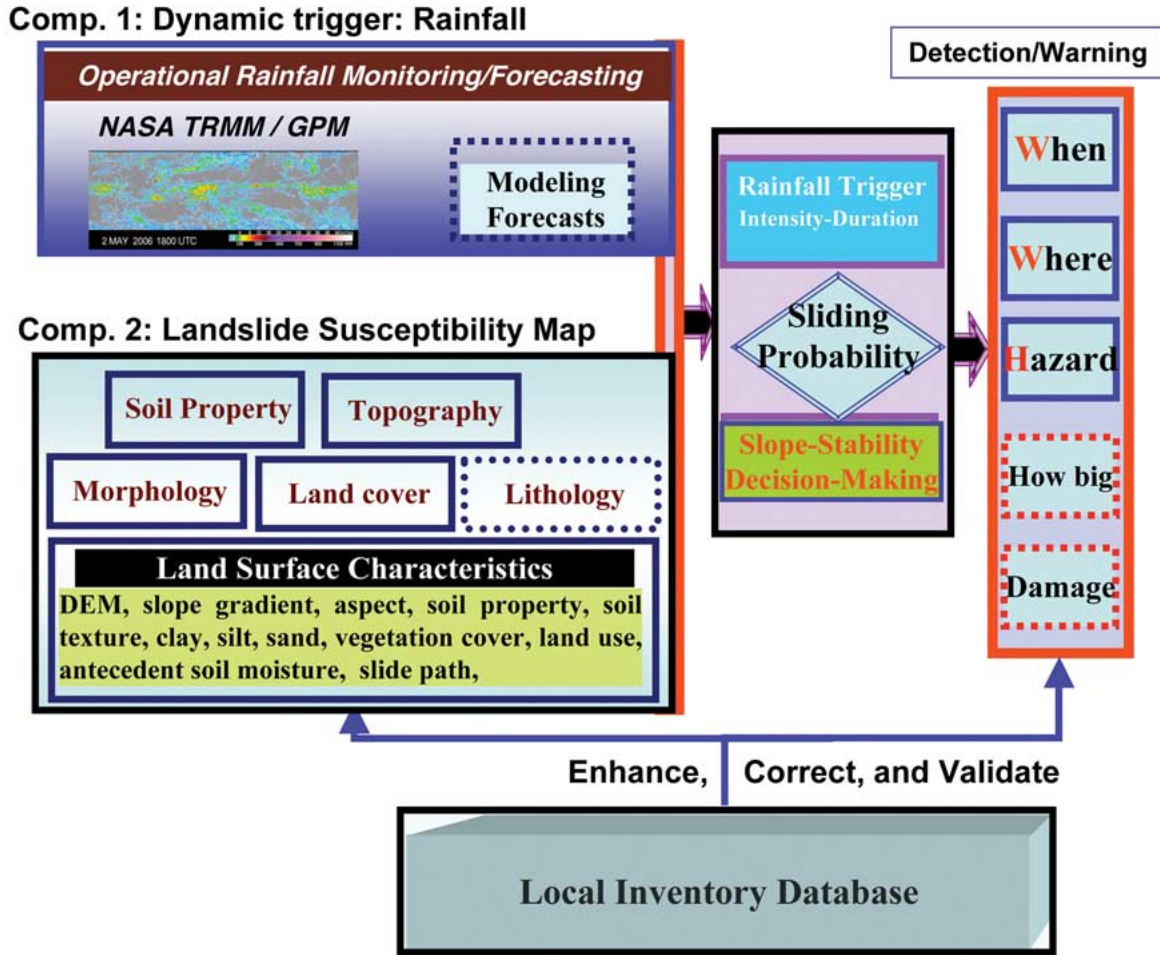 Comp. 1: Dynamic trigger: Rainfall
Operational Rainfall Monitoring/Forecasting
NASA TRMM / GPM
2 MAY 2006 1800 UTC
Modeling
Forecasts
Comp. 2: Landslide Susceptibility Map
Soil Property
Topography
Morphology
Land cover
Lithology
Land Surface Characteristics
DEM, slope gradient, aspect, soil property, soil
texture, clay, silt, sand, vegetation cover, land use,
antecedent soil moisture, slide path,
Rainfall Trigger
Intensity-Duration
Sliding
Probability
Slope-Stability
Decision-Making
Detection/Warning
When
Where
Hazard
How big
Damage
Enhance, Correct, and Validate
Local Inventory Database